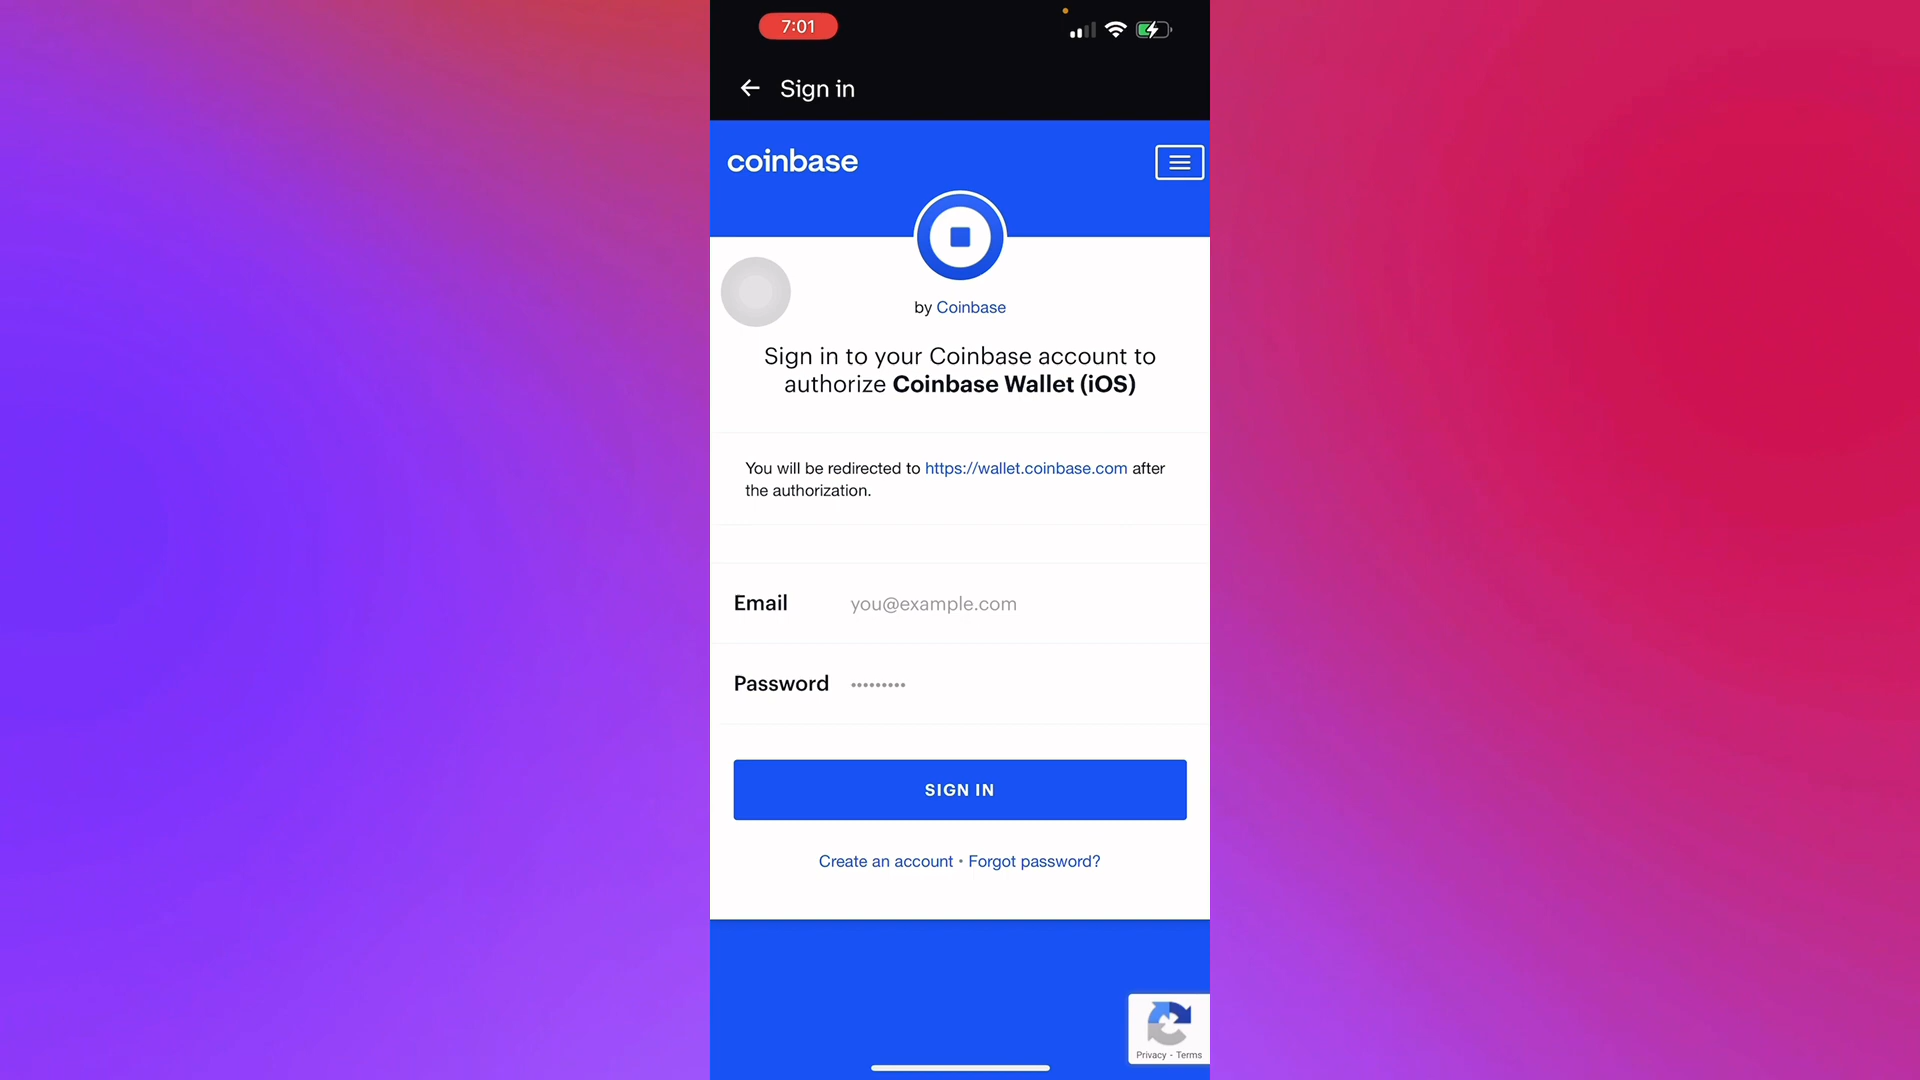 7:01
Sign in
coinbase
by Coinbase
Sign in to your Coinbase account to
authorize Coinbase Wallet (iOS)
You will be redirected to https://wallet.coinbase.com after
the authorization.
Email you@example.com
Password •••••••••
SIGN IN
Create an account • Forgot password?
Privacy - Terms